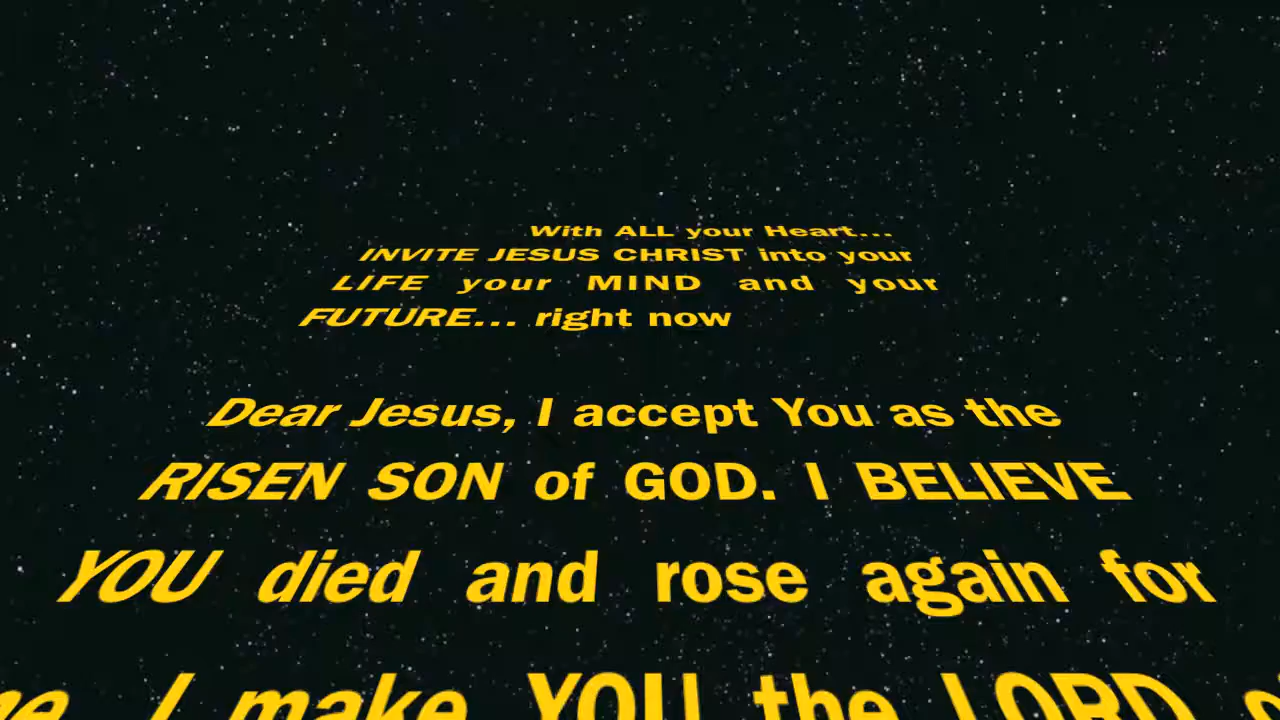 With ALL your Heart...
INVITE JESUS CHRIST into your
LIFE your MIND and your
FUTURE... right now
Dear Jesus, I accept You as the
RISEN SON of GOD. I BELIEVE
YOU died and rose again for
I make YOU the LORD